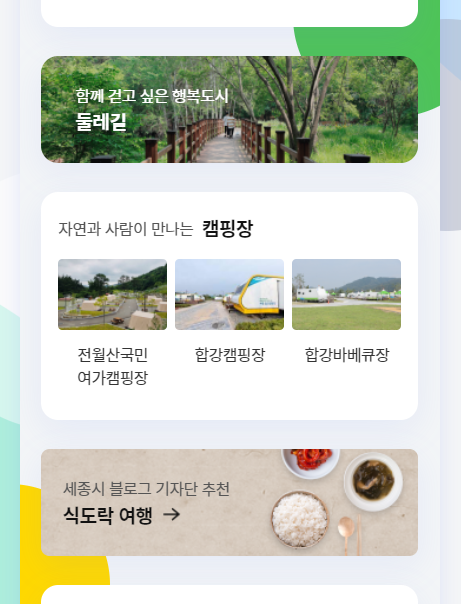 함께 걷고 싶은 행복도시
둘레길
자연과 사람이 만나는 캠핑장
전월산국민
여가캠핑장
합강캠핑장
합강바베큐장
세종시 블로그 기자단 추천
식도락 여행 →